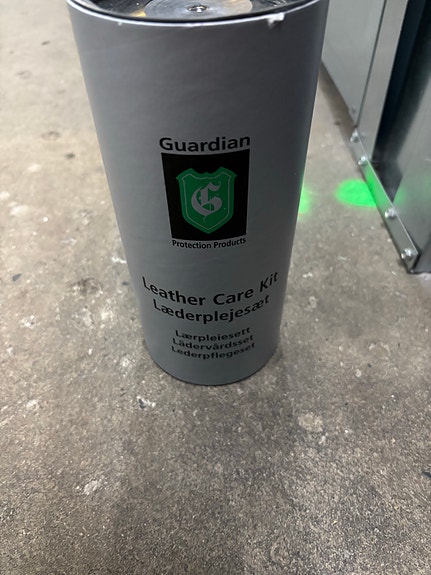 Guardian
G
Protection Products
Leather Care Kit
Læderplejesæt
Lærpleiesett
Lädervårdsset
Lederpflegeset